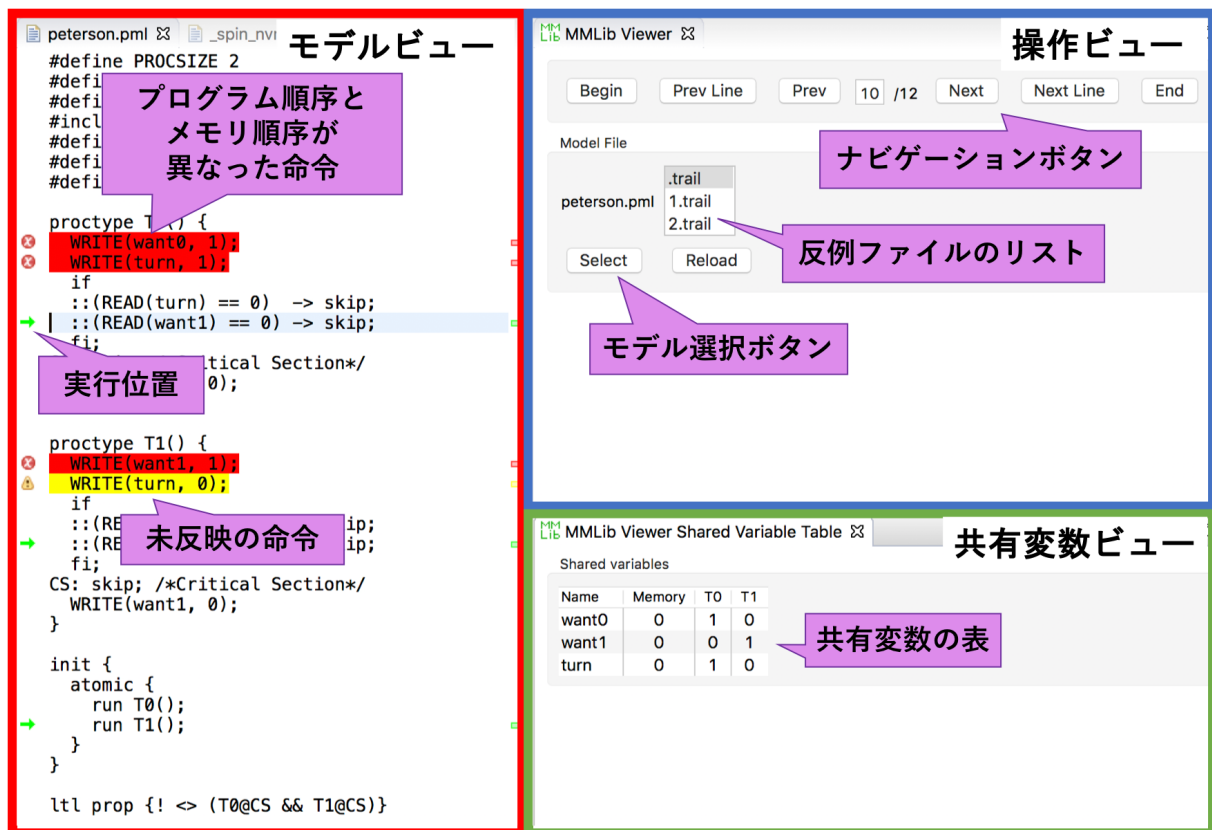 peterson.pml
_spin_nvr
モデルビュー
#define PROCSIZE 2
#defi
#defi
#incl
#defi
#defi
#defi
プログラム順序と
メモリ順序が
異なった命令
proctype T () {
WRITE(want0, 1);
WRITE(turn, 1);
if
::(READ(turn) == 0) -> skip;
::(READ(want1) == 0) -> skip;
fi;
itical Section*/
0);
実行位置
proctype T1() {
WRITE(want1, 1);
WRITE(turn, 0);
if
::(RE ip;
::(RE ip;
未反映の命令
fi;
CS: skip; /*Critical Section*/
WRITE(want1, 0);
}
init {
atomic {
run T0();
run T1();
}
}
ltl prop {! <> (T0@CS && T1@CS)}
MM Lib MMLib Viewer
操作ビュー
Begin Prev Line Prev 10 /12 Next Next Line End
ナビゲーションボタン
Model File
peterson.pml
.trail
1.trail
2.trail
反例ファイルのリスト
Select Reload
モデル選択ボタン
MM Lib MMLib Viewer Shared Variable Table
共有変数ビュー
Shared variables
Name Memory T0 T1
want0 0 1 0
want1 0 0 1
turn 0 1 0
共有変数の表